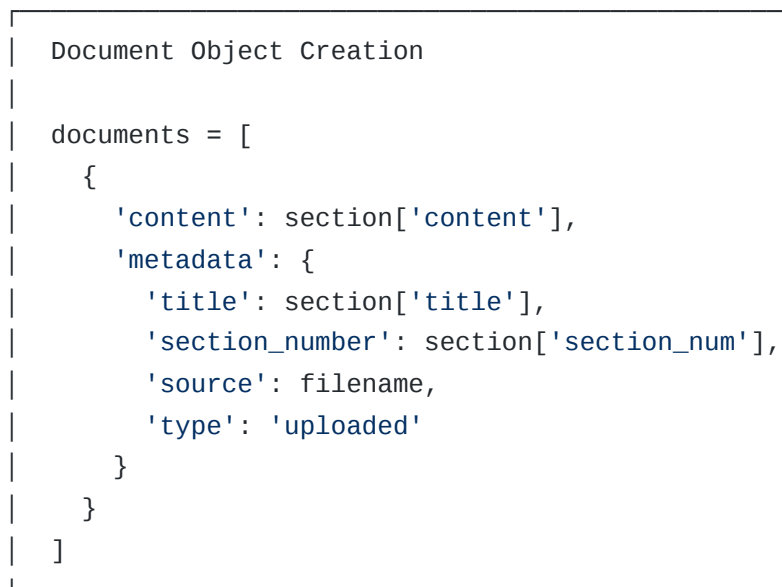 Document Object Creation
documents = [
{
'content': section['content'],
'metadata': {
'title': section['title'],
'section_number': section['section_num'],
'source': filename,
'type': 'uploaded'
}
}
]